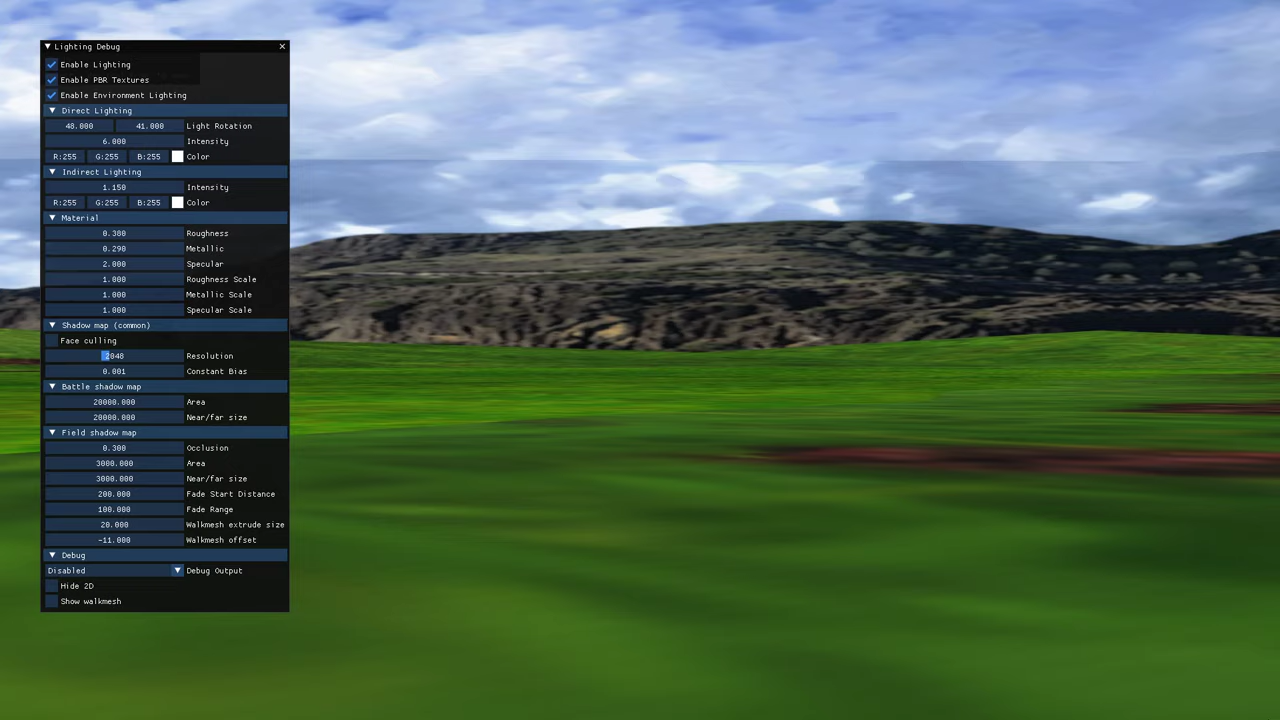 Lighting Debug
Enable Lighting
Enable PBR Textures
Enable Environment Lighting
Direct Lighting
48.000 41.000 Light Rotation
6.000 Intensity
R:255 G:255 B:255 Color
Indirect Lighting
1.150 Intensity
R:255 G:255 B:255 Color
Material
0.380 Roughness
0.290 Metallic
2.000 Specular
1.000 Roughness Scale
1.000 Metallic Scale
1.000 Specular Scale
Shadow map (common)
Face culling
2048 Resolution
0.001 Constant Bias
Battle shadow map
20000.000 Area
20000.000 Near/far size
Field shadow map
0.300 Occlusion
3000.000 Area
3000.000 Near/far size
200.000 Fade Start Distance
100.000 Fade Range
20.000 Walkmesh extrude size
-11.000 Walkmesh offset
Debug
Disabled Debug Output
Hide 2D
Show walkmesh